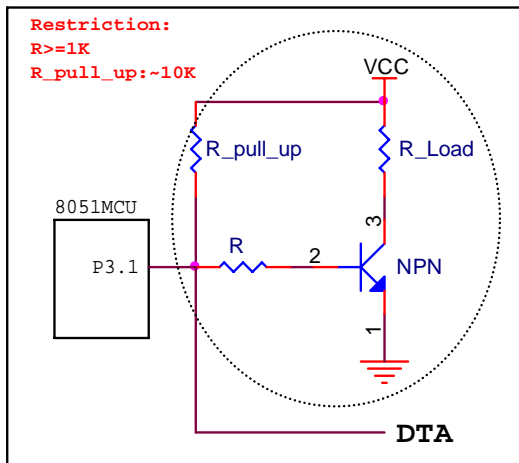 Restriction:
R>=1K
R_pull_up:~10K
VCC
R_pull_up
R_Load
8051MCU
3
P3.1
R
2
NPN
1
DTA